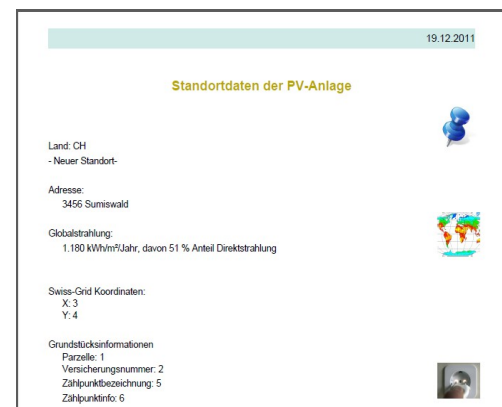 19.12.2011
Standortdaten der PV-Anlage
Land: CH
- Neuer Standort-
Adresse:
3456 Sumiswald
Globalstrahlung:
1.180 kWh/m²/Jahr, davon 51 % Anteil Direktstrahlung
Swiss-Grid Koordinaten:
X: 3
Y: 4
Grundstücksinformationen
Parzelle: 1
Versicherungsnummer: 2
Zählpunktbezeichnung: 5
Zählpunktinfo: 6